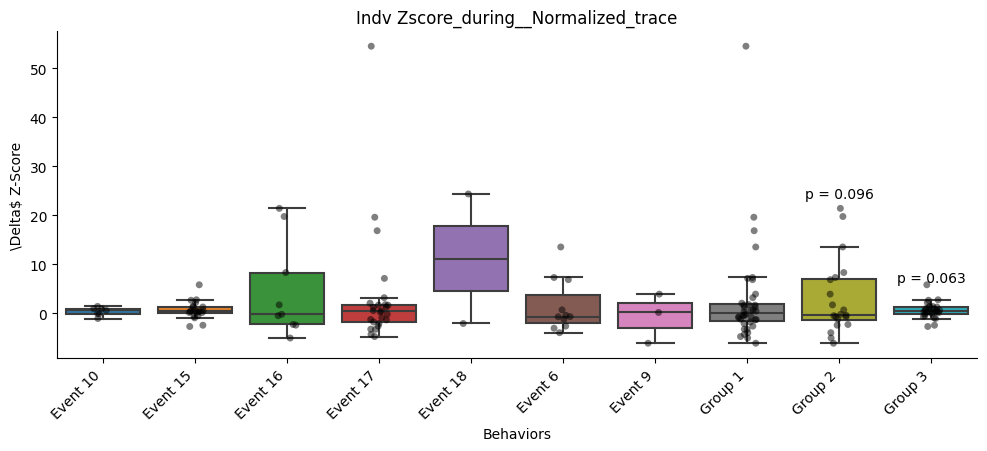 Indv Zscore_during__Normalized_trace
\Delta$ Z-Score
50
40
30
20
10
0
p = 0.096
p = 0.063
Event 10
Event 15
Event 16
Event 17
Event 18
Event 6
Event 9
Group 1
Group 2
Group 3
Behaviors